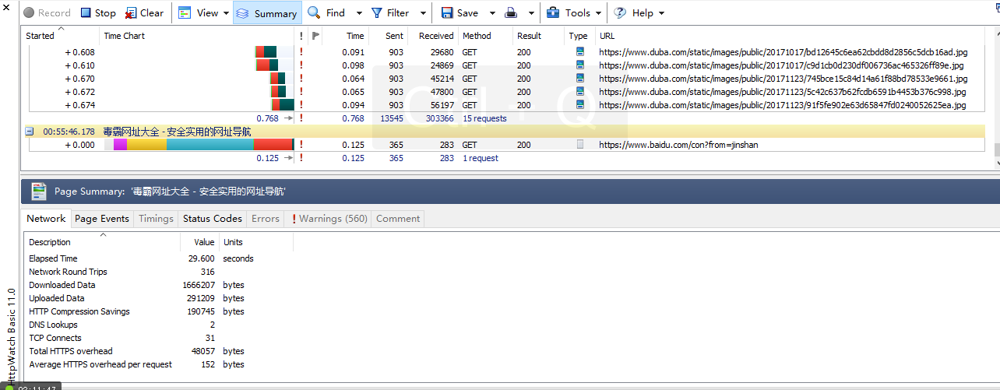 Record Stop Clear View Summary Find Filter Save Tools Help
Started Time Chart ! Time Sent Received Method Result Type URL
+ 0.608 ! 0.091 903 29680 GET 200 https://www.duba.com/static/images/public/20171017/bd12645c6ea62cbdd8d2856c5dcb16ad.jpg
+ 0.610 ! 0.098 903 24869 GET 200 https://www.duba.com/static/images/public/20171017/c9d1cb0d230df006736ac465326ff89e.jpg
+ 0.670 ! 0.064 903 45214 GET 200 https://www.duba.com/static/images/public/20171123/745bce15c84d14a61f88bd78533e9661.jpg
+ 0.672 ! 0.065 903 47800 GET 200 https://www.duba.com/static/images/public/20171123/5c42c637b62fcdb6591b4453b376c998.jpg
+ 0.674 ! 0.094 903 56197 GET 200 https://www.duba.com/static/images/public/20171123/91f5fe902e63d65847fd0240052625ea.jpg
0.768 ! 0.768 13545 303366 15 requests
00:55:46.178 毒霸网址大全 - 安全实用的网址导航
+ 0.000 ! 0.125 365 283 GET 200 https://www.baidu.com/con?from=jinshan
0.125 ! 0.125 365 283 1 request
Page Summary: '毒霸网址大全 - 安全实用的网址导航'
Network Page Events Timings Status Codes Errors ! Warnings (560) Comment
Description Value Units
Elapsed Time 29.600 seconds
Network Round Trips 316
Downloaded Data 1666207 bytes
Uploaded Data 291209 bytes
HTTP Compression Savings 190745 bytes
DNS Lookups 2
TCP Connects 31
Total HTTPS overhead 48057 bytes
Average HTTPS overhead per request 152 bytes
HttpWatch Basic 11.0